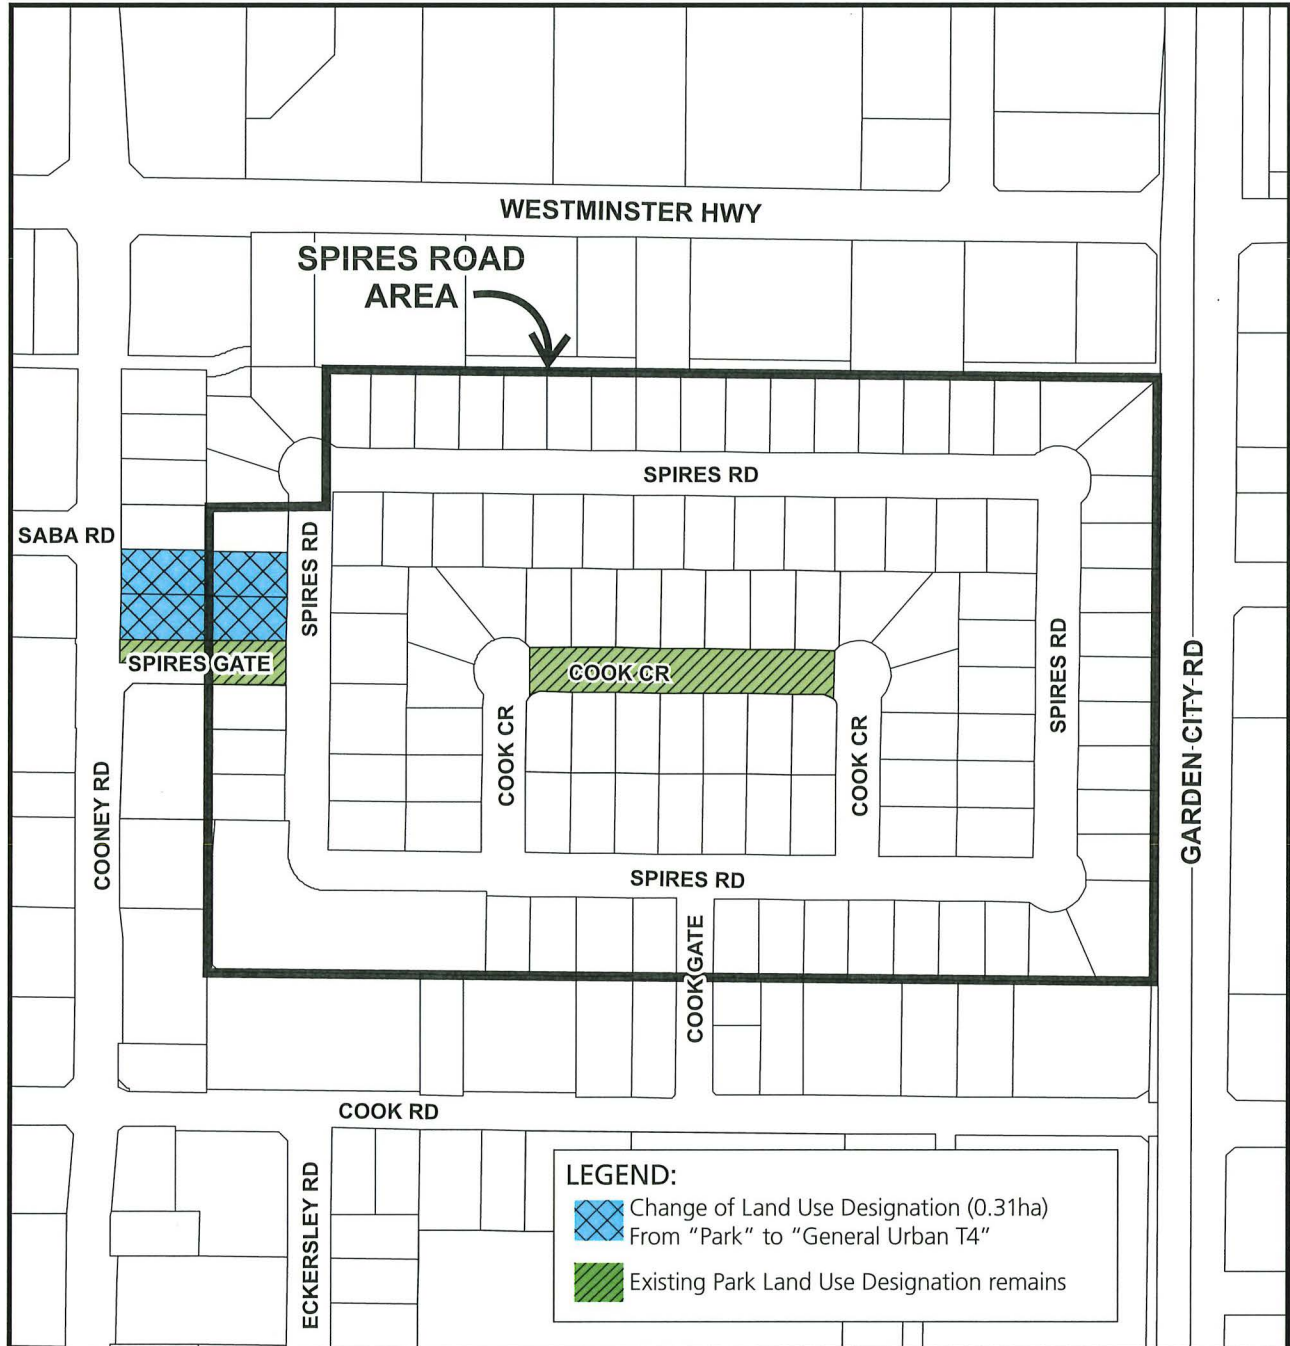 WESTMINSTER HWY
SPIRES ROAD
AREA
SPIRES RD
SABA RD
SPIRES RD
SPIRES GATE
COOK CR
SPIRES RD
GARDEN CITY RD
COOK CR
COOK CR
COONEY RD
SPIRES RD
COOK GATE
COOK RD
ECKERSLEY RD
LEGEND:
Change of Land Use Designation (0.31ha)
From "Park" to "General Urban T4"
Existing Park Land Use Designation remains